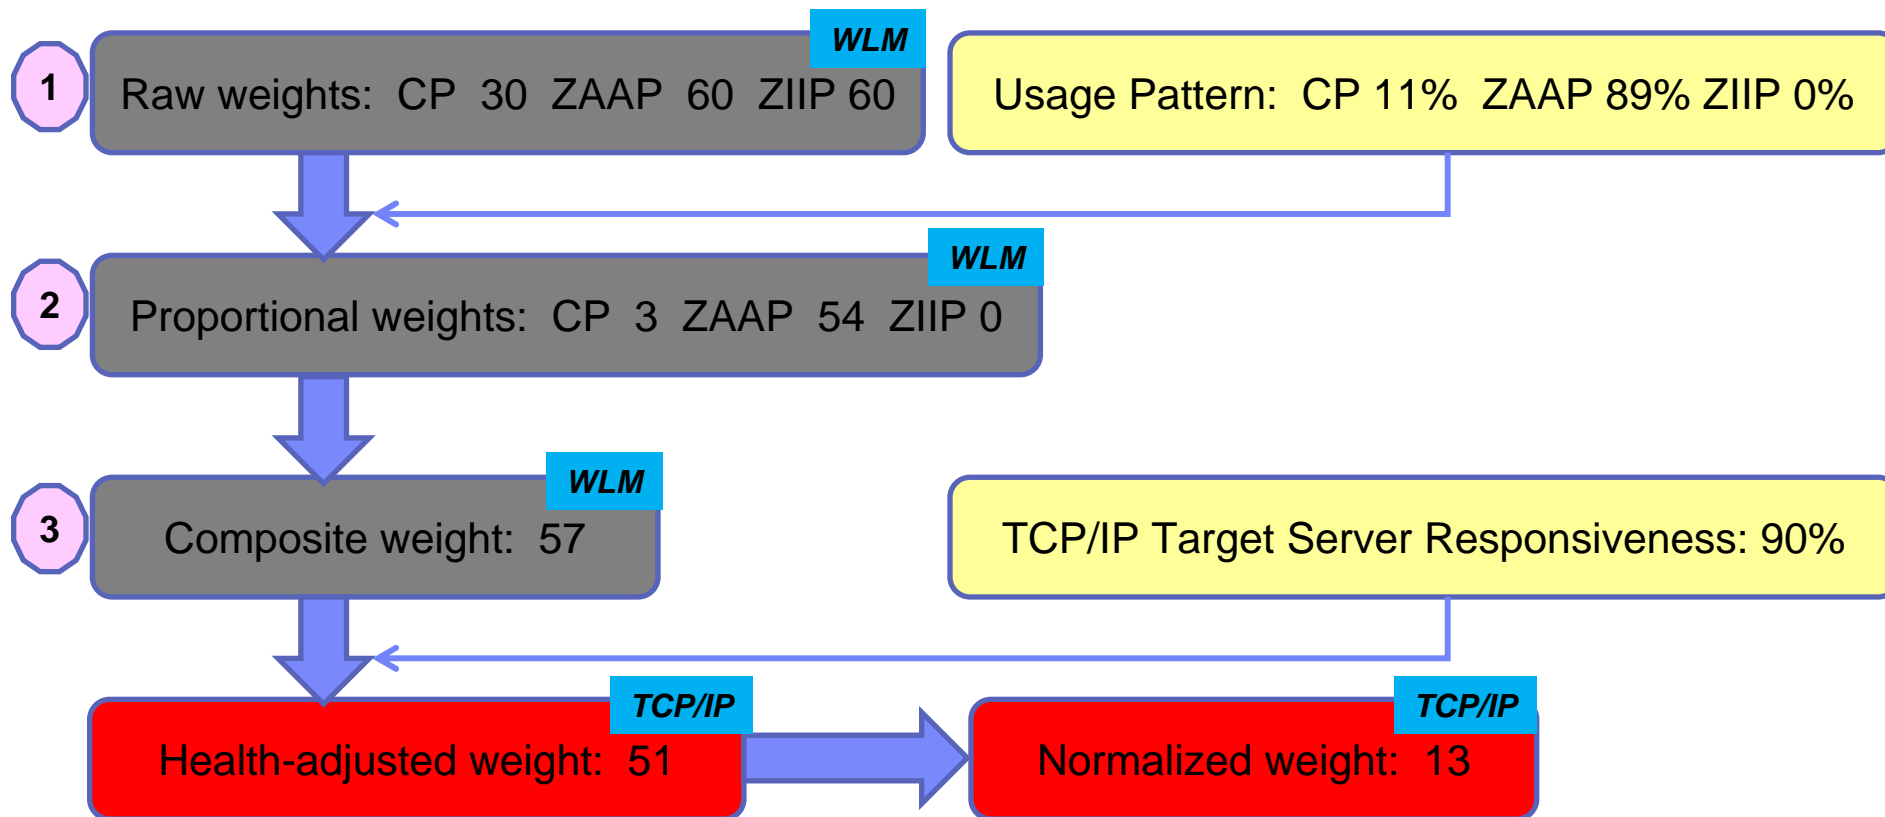 WLM
1
Raw weights: CP 30 ZAAP 60 ZIIP 60
Usage Pattern: CP 11% ZAAP 89% ZIIP 0%
WLM
2
Proportional weights: CP 3 ZAAP 54 ZIIP 0
WLM
3
Composite weight: 57
TCP/IP Target Server Responsiveness: 90%
TCP/IP
Health-adjusted weight: 51
TCP/IP
Normalized weight: 13